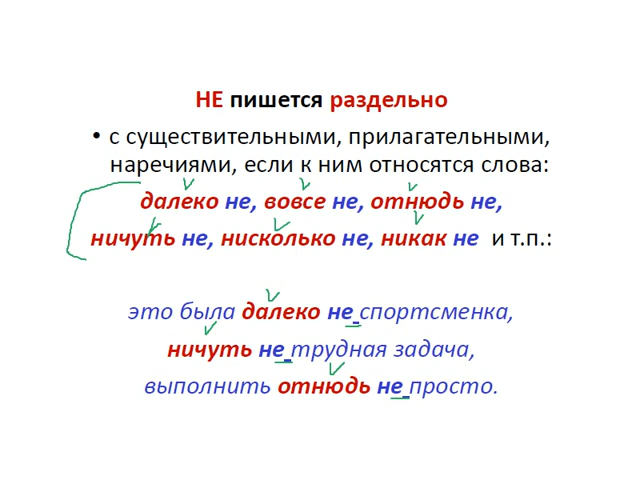 НЕ пишется раздельно
• с существительными, прилагательными,
наречиями, если к ним относятся слова:
далеко не, вовсе не, отнюдь не,
ничуть не, нисколько не, никак не и т.п.:
это была далеко не спортсменка,
ничуть не трудная задача,
выполнить отнюдь не просто.